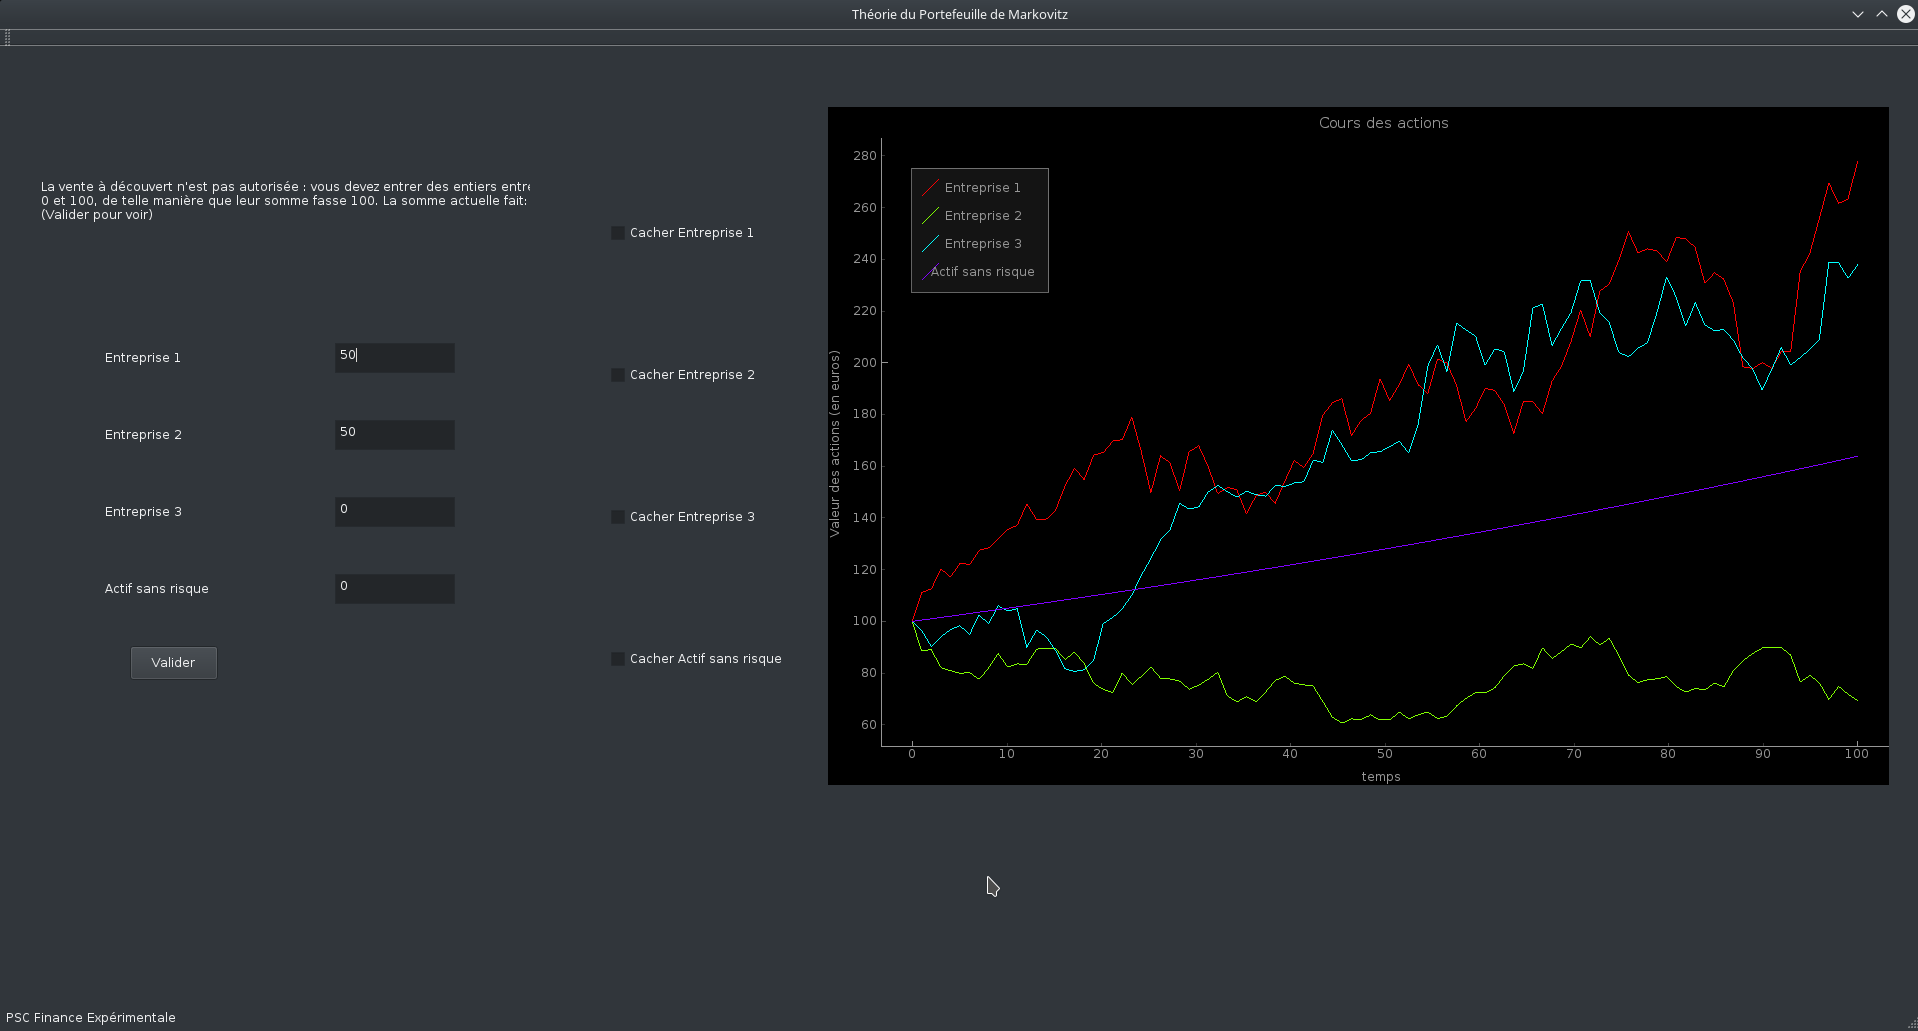 Théorie du Portefeuille de Markovitz
La vente à découvert n'est pas autorisée : vous devez entrer des entiers entre
0 et 100, de telle manière que leur somme fasse 100. La somme actuelle fait:
(Valider pour voir)
Entreprise 1
50
Entreprise 2
50
Entreprise 3
0
Actif sans risque
0
Valider
Cacher Entreprise 1
Cacher Entreprise 2
Cacher Entreprise 3
Cacher Actif sans risque
Cours des actions
Valeur des actions (en euros)
280
260
240
220
200
180
160
140
120
100
80
60
Entreprise 1
Entreprise 2
Entreprise 3
Actif sans risque
0
10
20
30
40
50
60
70
80
90
100
temps
PSC Finance Expérimentale